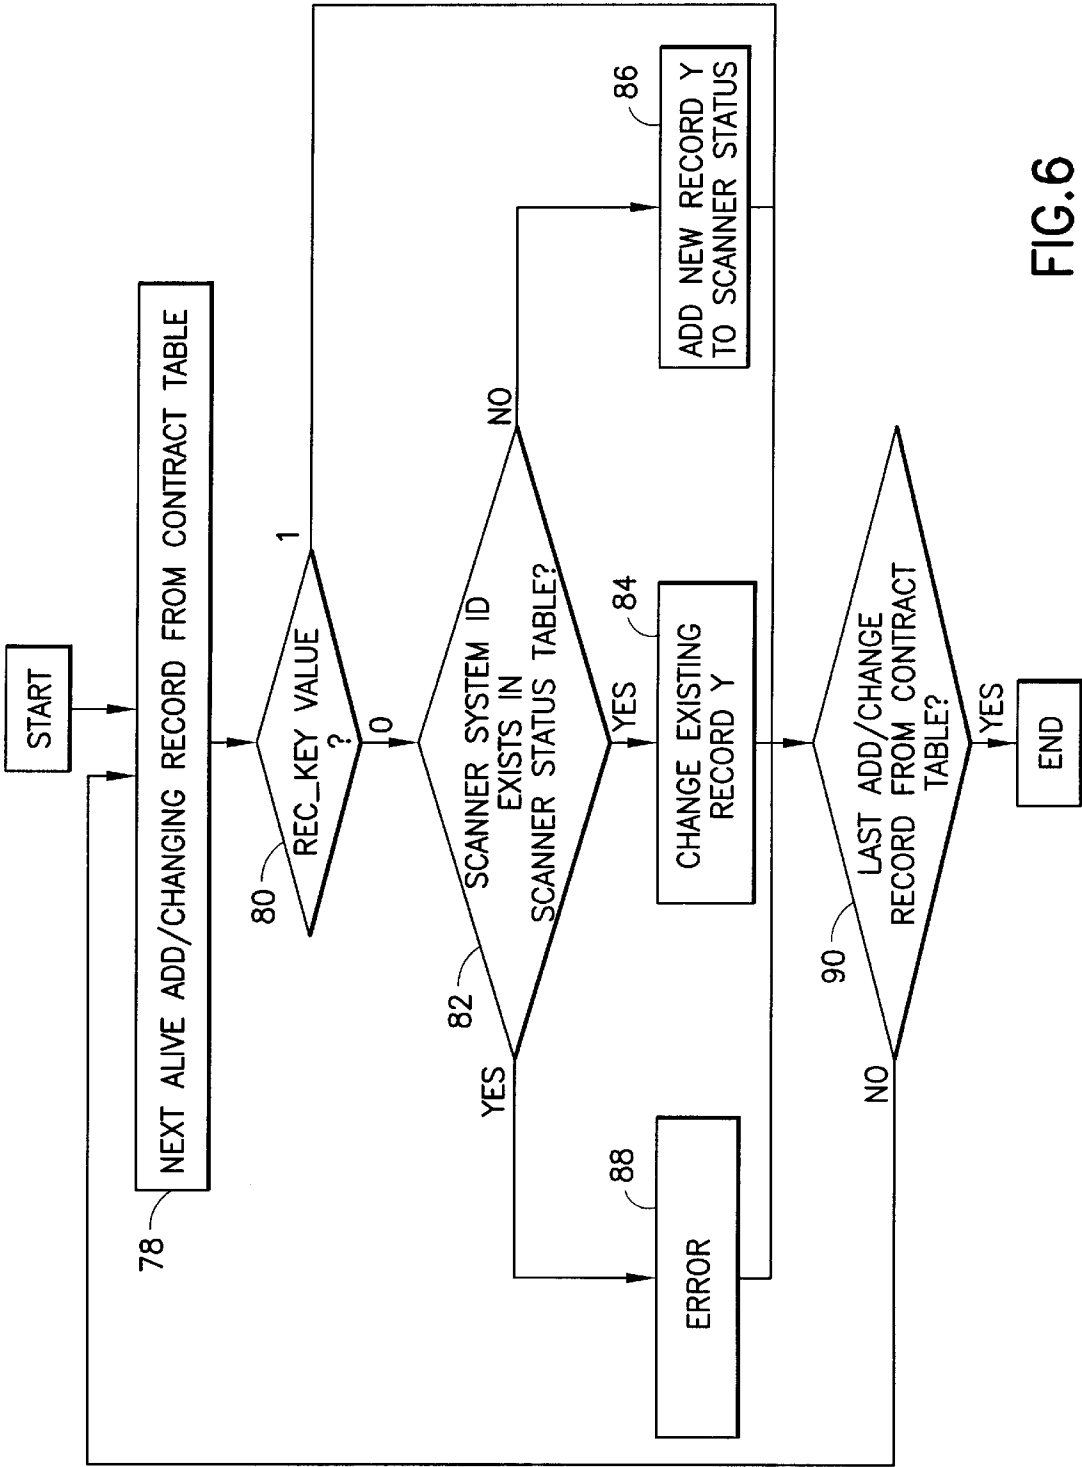 START
NEXT ALIVE ADD/CHANGING RECORD FROM CONTRACT TABLE
78
REC_KEY VALUE
?
80
1
0
SCANNER SYSTEM ID
EXISTS IN
SCANNER STATUS TABLE?
82
YES
NO
YES
ERROR
88
CHANGE EXISTING
RECORD Y
84
ADD NEW RECORD Y
TO SCANNER STATUS
86
LAST ADD/CHANGE
RECORD FROM CONTRACT
TABLE?
90
NO
YES
END
FIG.6